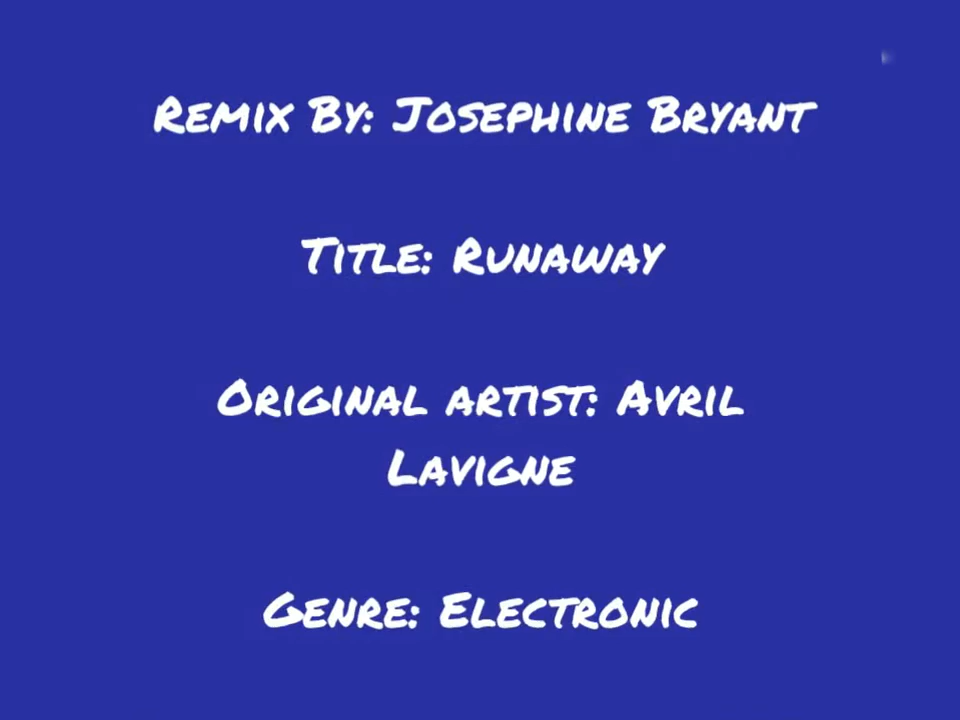 Remix By: Josephine Bryant
Title: Runaway
Original artist: Avril
Lavigne
Genre: Electronic